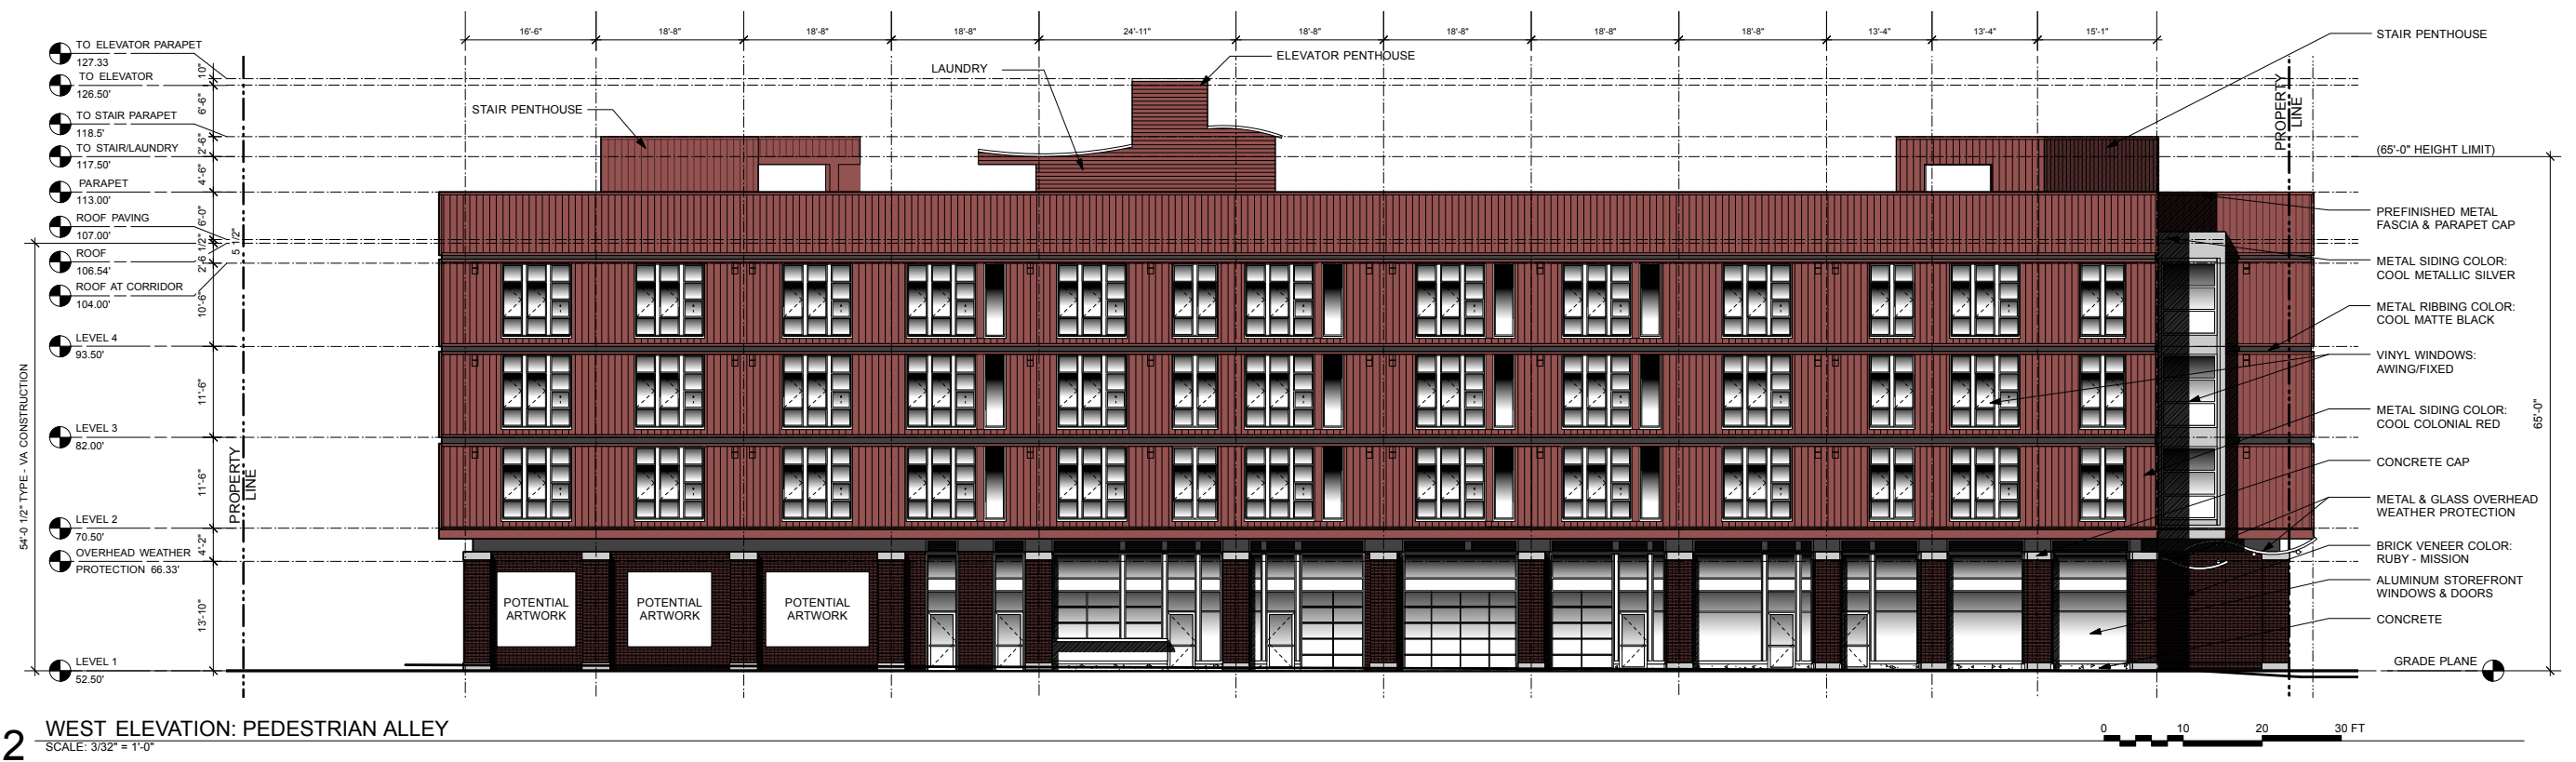 16'-6"
18'-8"
18'-8"
18'-8"
24'-11"
18'-8"
18'-8"
18'-8"
18'-8"
13'-4"
13'-4"
15'-1"
TO ELEVATOR PARAPET
127.33
TO ELEVATOR
126.50'
TO STAIR PARAPET
118.5'
TO STAIR/LAUNDRY
117.50'
PARAPET
113.00'
ROOF PAVING
107.00'
ROOF
106.54'
ROOF AT CORRIDOR
104.00'
LEVEL 4
93.50'
LEVEL 3
82.00'
LEVEL 2
70.50'
OVERHEAD WEATHER
PROTECTION 66.33'
LEVEL 1
52.50'
10"
6'-6"
2'-6"
4'-6"
6'-0"
5 1/2"
2'-6 1/2"
10'-6"
11'-6"
11'-6"
4'-2"
13'-10"
54'-0 1/2" TYPE - VA CONSTRUCTION
PROPERTY
LINE
STAIR PENTHOUSE
LAUNDRY
ELEVATOR PENTHOUSE
POTENTIAL
ARTWORK
POTENTIAL
ARTWORK
POTENTIAL
ARTWORK
PROPERTY
LINE
STAIR PENTHOUSE
(65'-0" HEIGHT LIMIT)
PREFINISHED METAL
FASCIA & PARAPET CAP
METAL SIDING COLOR:
COOL METALLIC SILVER
METAL RIBBING COLOR:
COOL MATTE BLACK
VINYL WINDOWS:
AWING/FIXED
METAL SIDING COLOR:
COOL COLONIAL RED
CONCRETE CAP
METAL & GLASS OVERHEAD
WEATHER PROTECTION
BRICK VENEER COLOR:
RUBY - MISSION
ALUMINUM STOREFRONT
WINDOWS & DOORS
CONCRETE
65'-0"
GRADE PLANE
2
WEST ELEVATION: PEDESTRIAN ALLEY
SCALE: 3/32" = 1'-0"
0 10 20 30 FT